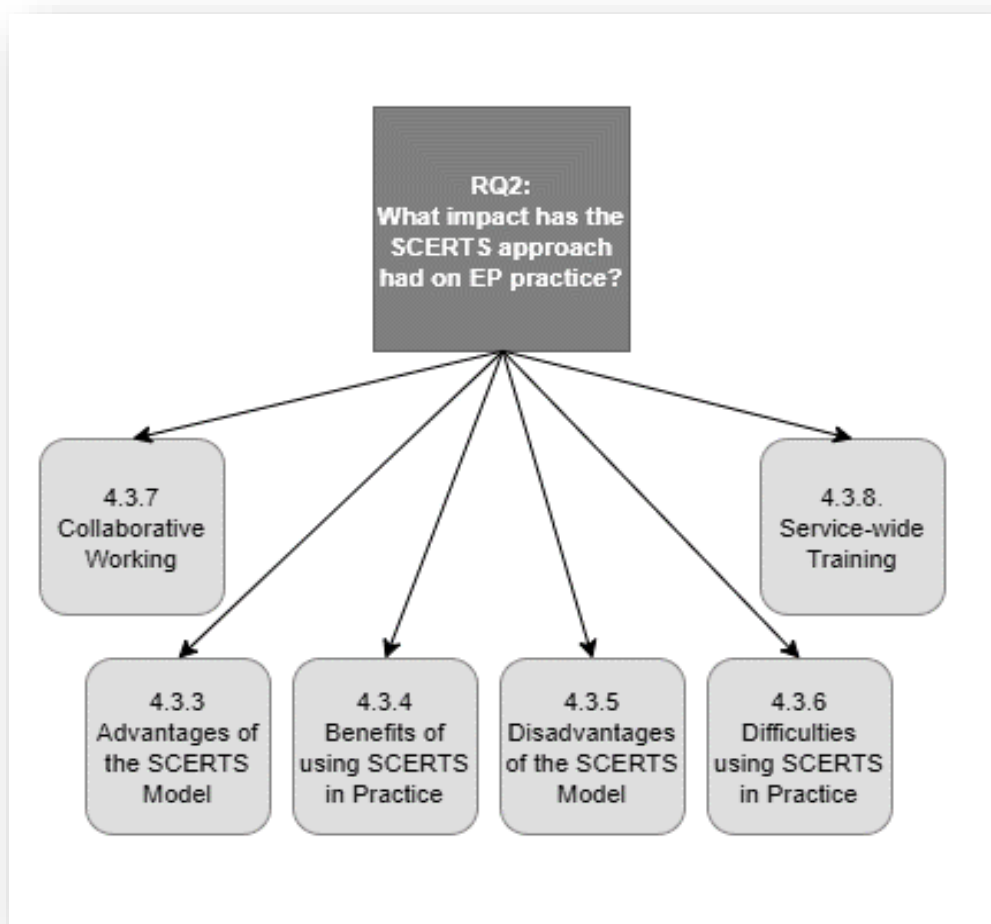 RQ2:
What impact has the
SCERTS approach
had on EP practice?
4.3.7
Collaborative
Working
4.3.8.
Service-wide
Training
4.3.3
Advantages of
the SCERTS
Model
4.3.4
Benefits of
using SCERTS
in Practice
4.3.5
Disadvantages
of the SCERTS
Model
4.3.6
Difficulties
using SCERTS
in Practice